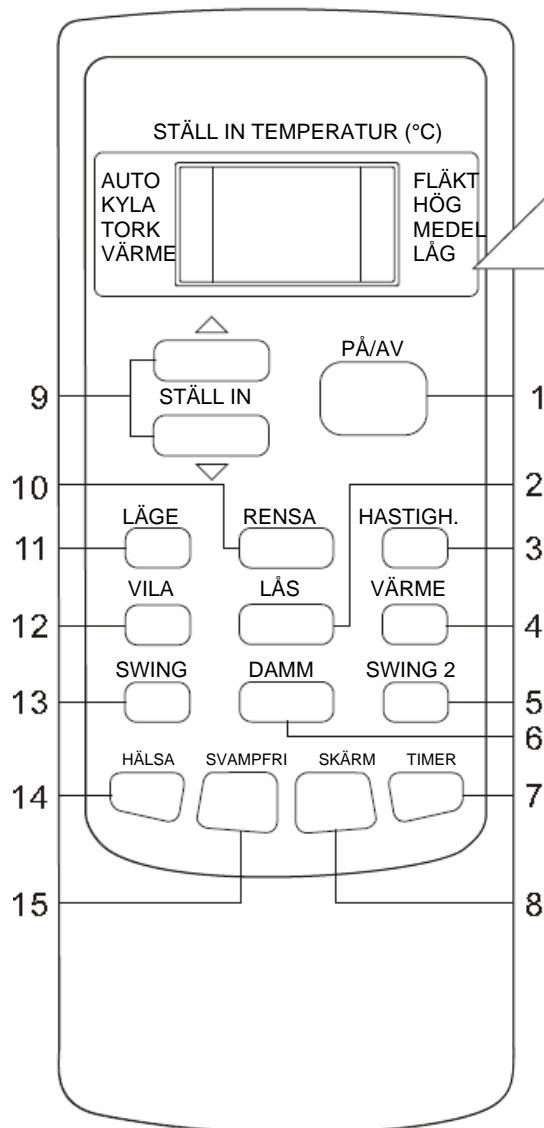 STÄLL IN TEMPERATUR (°C)
AUTO
KYLA
TORK
VÄRME
FLÄKT
HÖG
MEDEL
LÅG
PÅ/AV
1
9
STÄLL IN
10
2
LÄGE
RENSA
HASTIGH.
11
3
VILA
LÅS
VÄRME
12
4
SWING
DAMM
SWING 2
13
5
6
HÄLSA
SVAMPFRI
SKÄRM
TIMER
14
7
15
8